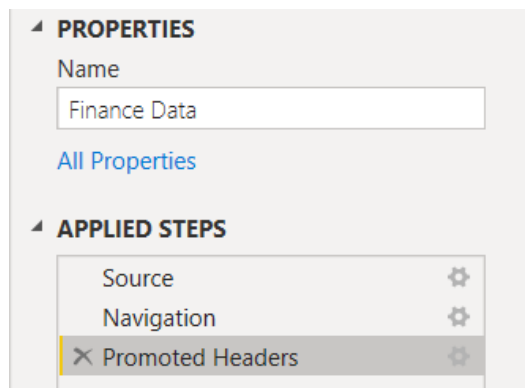 PROPERTIES
Name
Finance Data
All Properties
APPLIED STEPS
Source
Navigation
Promoted Headers